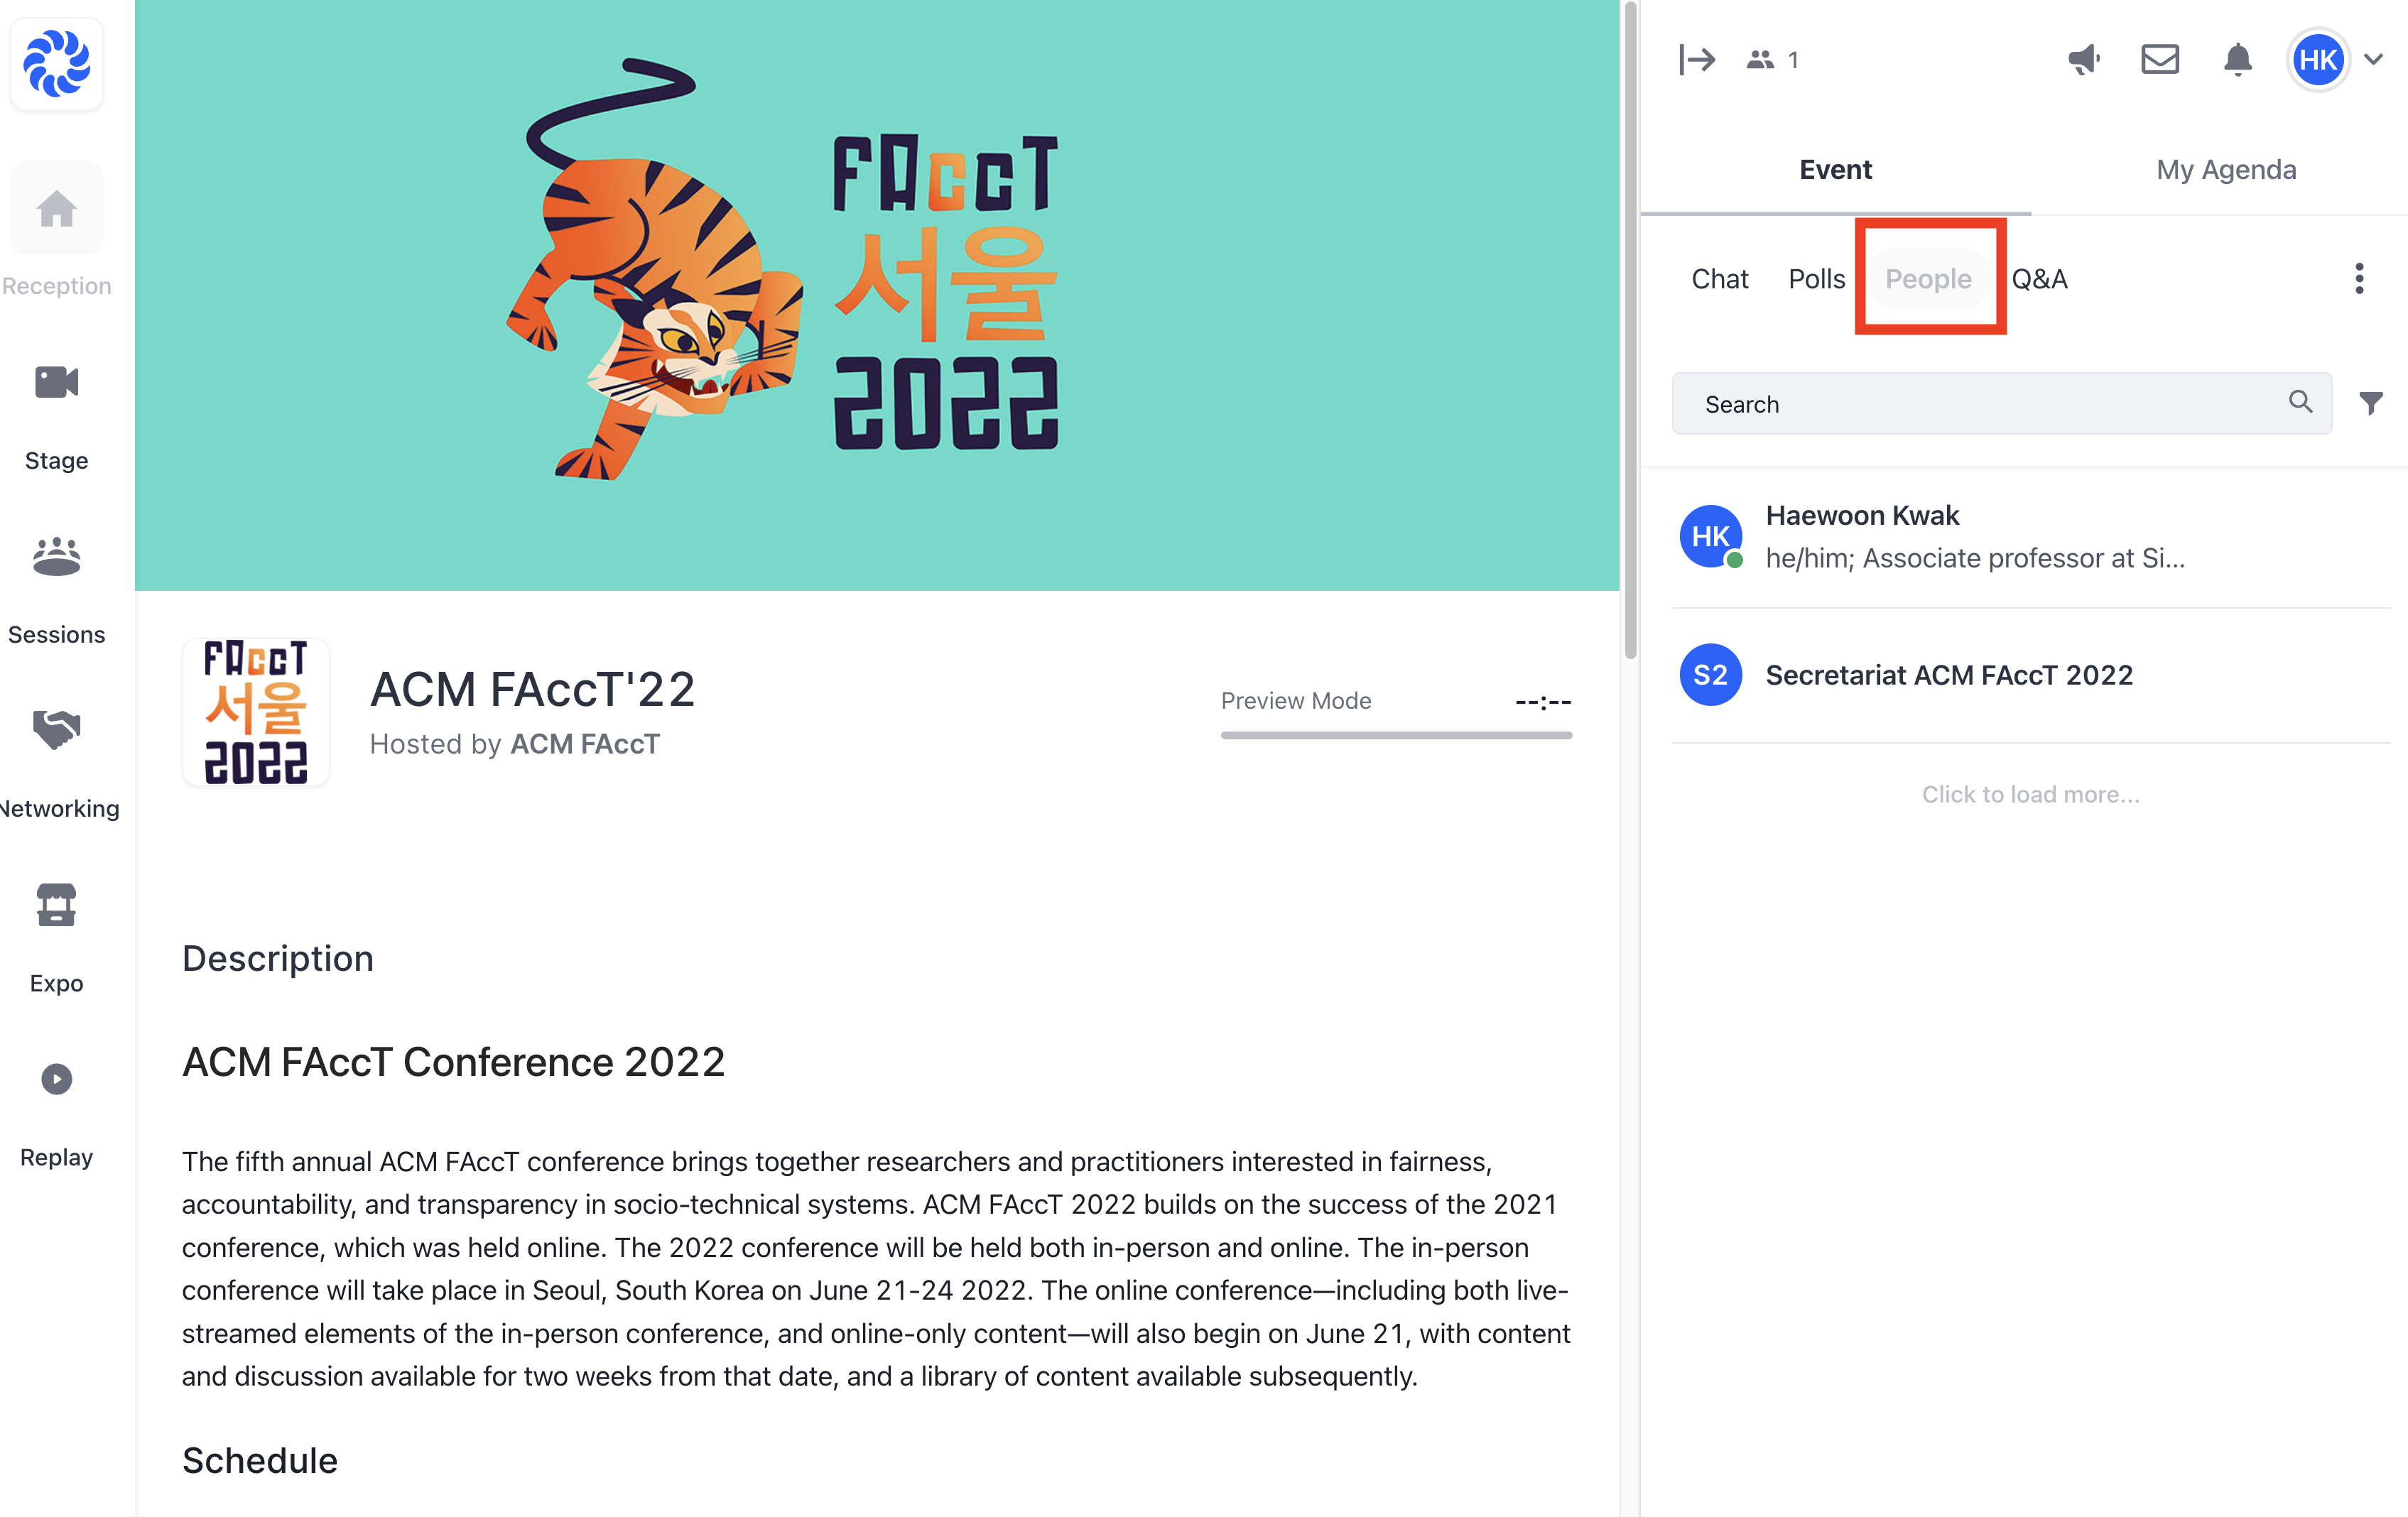 Reception
Stage
Sessions
Networking
Expo
Replay
FAccT
서울
2022
FAccT
서울
2022
ACM FAccT'22
Hosted by ACM FAccT
Preview Mode
--:--
Description
ACM FAccT Conference 2022
The fifth annual ACM FAccT conference brings together researchers and practitioners interested in fairness,
accountability, and transparency in socio-technical systems. ACM FAccT 2022 builds on the success of the 2021
conference, which was held online. The 2022 conference will be held both in-person and online. The in-person
conference will take place in Seoul, South Korea on June 21-24 2022. The online conference—including both live-
streamed elements of the in-person conference, and online-only content—will also begin on June 21, with content
and discussion available for two weeks from that date, and a library of content available subsequently.
Schedule
1
HK
Event
My Agenda
Chat
Polls
People
Q&A
Search
HK
Haewoon Kwak
he/him; Associate professor at Si...
S2
Secretariat ACM FAccT 2022
Click to load more...